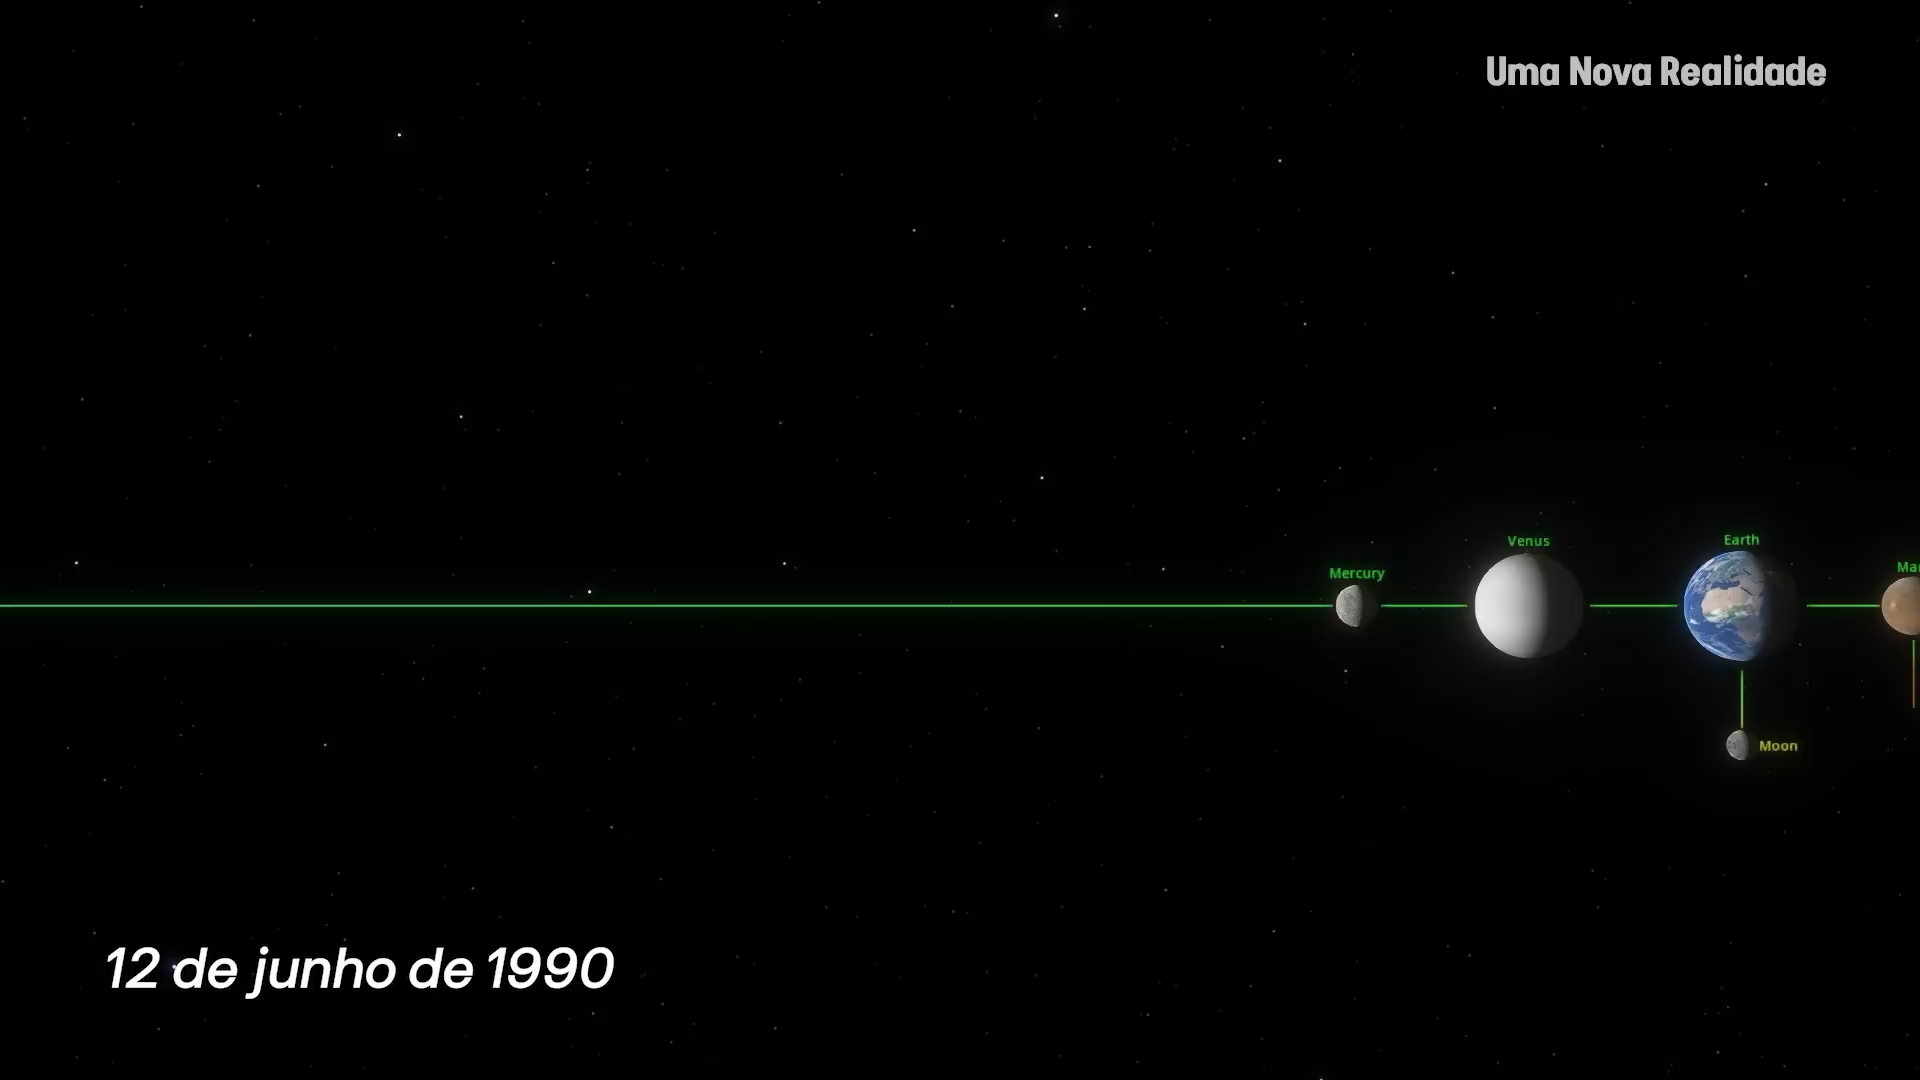 Uma Nova Realidade
Venus
Earth
Mercury
Moon
12 de junho de 1990